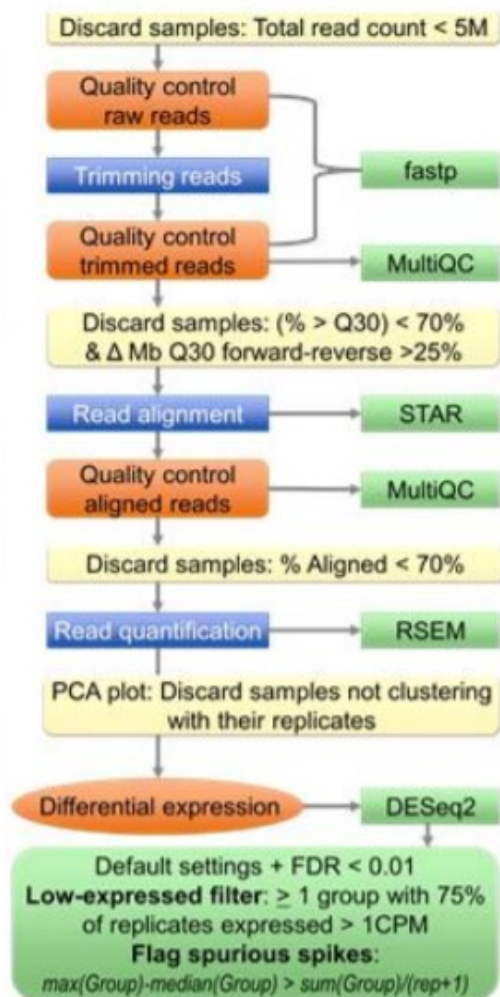 Discard samples: Total read count < 5M
Quality control
raw reads
Trimming reads
fastp
Quality control
trimmed reads
MultiQC
Discard samples: (% > Q30) < 70%
& Δ Mb Q30 forward-reverse >25%
Read alignment
STAR
Quality control
aligned reads
MultiQC
Discard samples: % Aligned < 70%
Read quantification
RSEM
PCA plot: Discard samples not clustering
with their replicates
Differential expression
DESeq2
Default settings + FDR < 0.01
Low-expressed filter: ≥ 1 group with 75%
of replicates expressed > 1CPM
Flag spurious spikes:
max(Group)-median(Group) > sum(Group)/(rep+1)